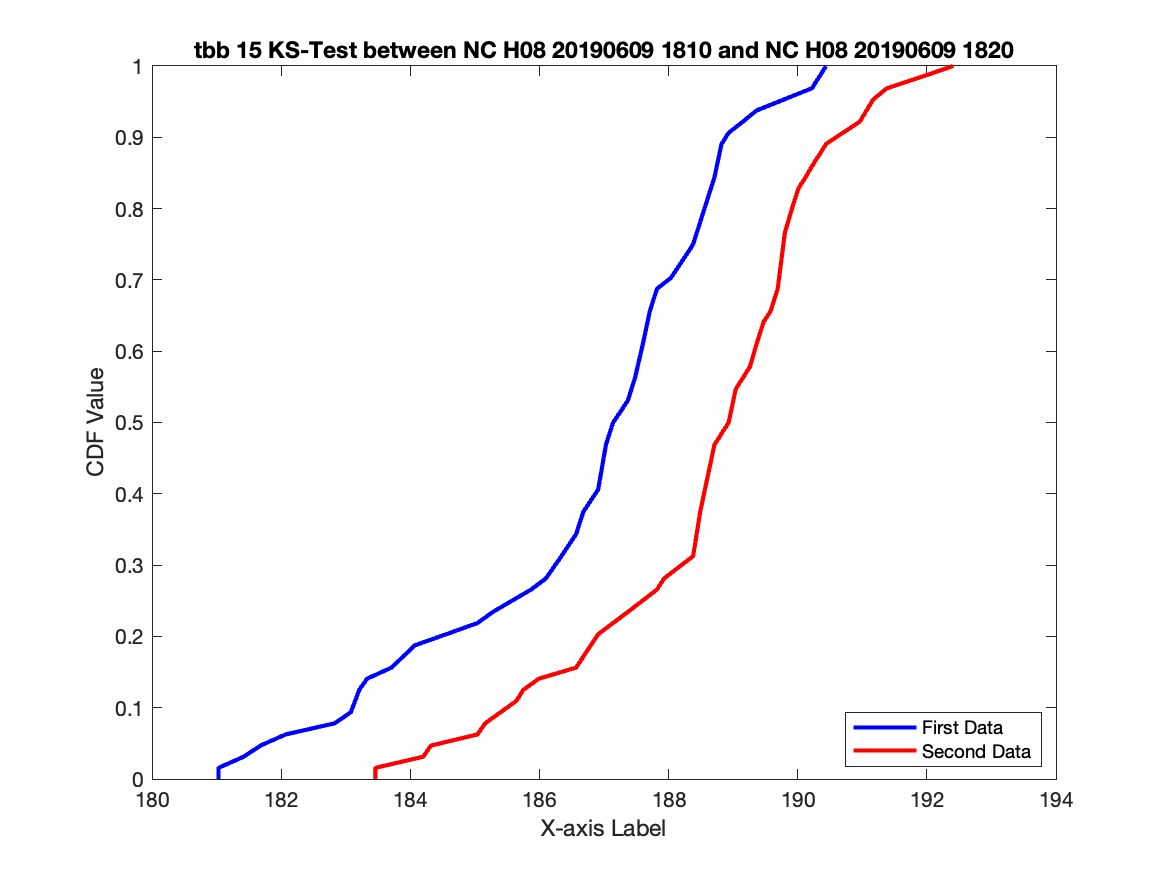 tbb 15 KS-Test between NC H08 20190609 1810 and NC H08 20190609 1820
1
0.9
0.8
0.7
0.6
0.5
0.4
0.3
0.2
0.1
0
CDF Value
First Data
Second Data
180 182 184 186 188 190 192 194
X-axis Label